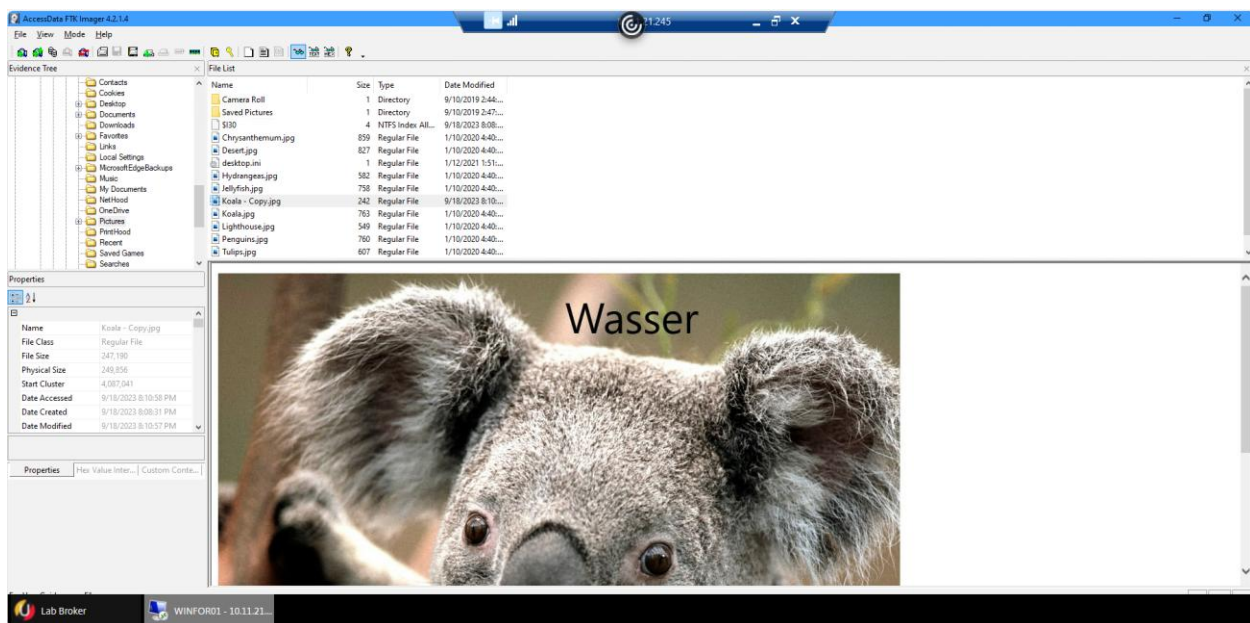 AccessData FTK Imager 4.2.1.4
21.245
File View Mode Help
Evidence Tree
Contacts
Cookies
Desktop
Documents
Downloads
Favorites
Links
Local Settings
MicrosoftEdgeBackups
Music
My Documents
NetHood
OneDrive
Pictures
PrintHood
Recent
Saved Games
Searches
File List
Name Size Type Date Modified
Camera Roll 1 Directory 9/10/2019 2:44:...
Saved Pictures 1 Directory 9/10/2019 2:47:...
$I30 4 NTFS Index All... 9/18/2023 8:08:...
Chrysanthemum.jpg 859 Regular File 1/10/2020 4:40:...
Desert.jpg 827 Regular File 1/10/2020 4:40:...
desktop.ini 1 Regular File 1/12/2021 1:51:...
Hydrangeas.jpg 582 Regular File 1/10/2020 4:40:...
Jellyfish.jpg 758 Regular File 1/10/2020 4:40:...
Koala - Copy.jpg 242 Regular File 9/18/2023 8:10:...
Koala.jpg 763 Regular File 1/10/2020 4:40:...
Lighthouse.jpg 549 Regular File 1/10/2020 4:40:...
Penguins.jpg 760 Regular File 1/10/2020 4:40:...
Tulips.jpg 607 Regular File 1/10/2020 4:40:...
Properties
Name Koala - Copy.jpg
File Class Regular File
File Size 247,190
Physical Size 249,856
Start Cluster 4,087,041
Date Accessed 9/18/2023 8:10:58 PM
Date Created 9/18/2023 8:08:31 PM
Date Modified 9/18/2023 8:10:57 PM
Properties Hex Value Inter... Custom Conte...
Wasser
Lab Broker
WINFOR01 - 10.11.21...